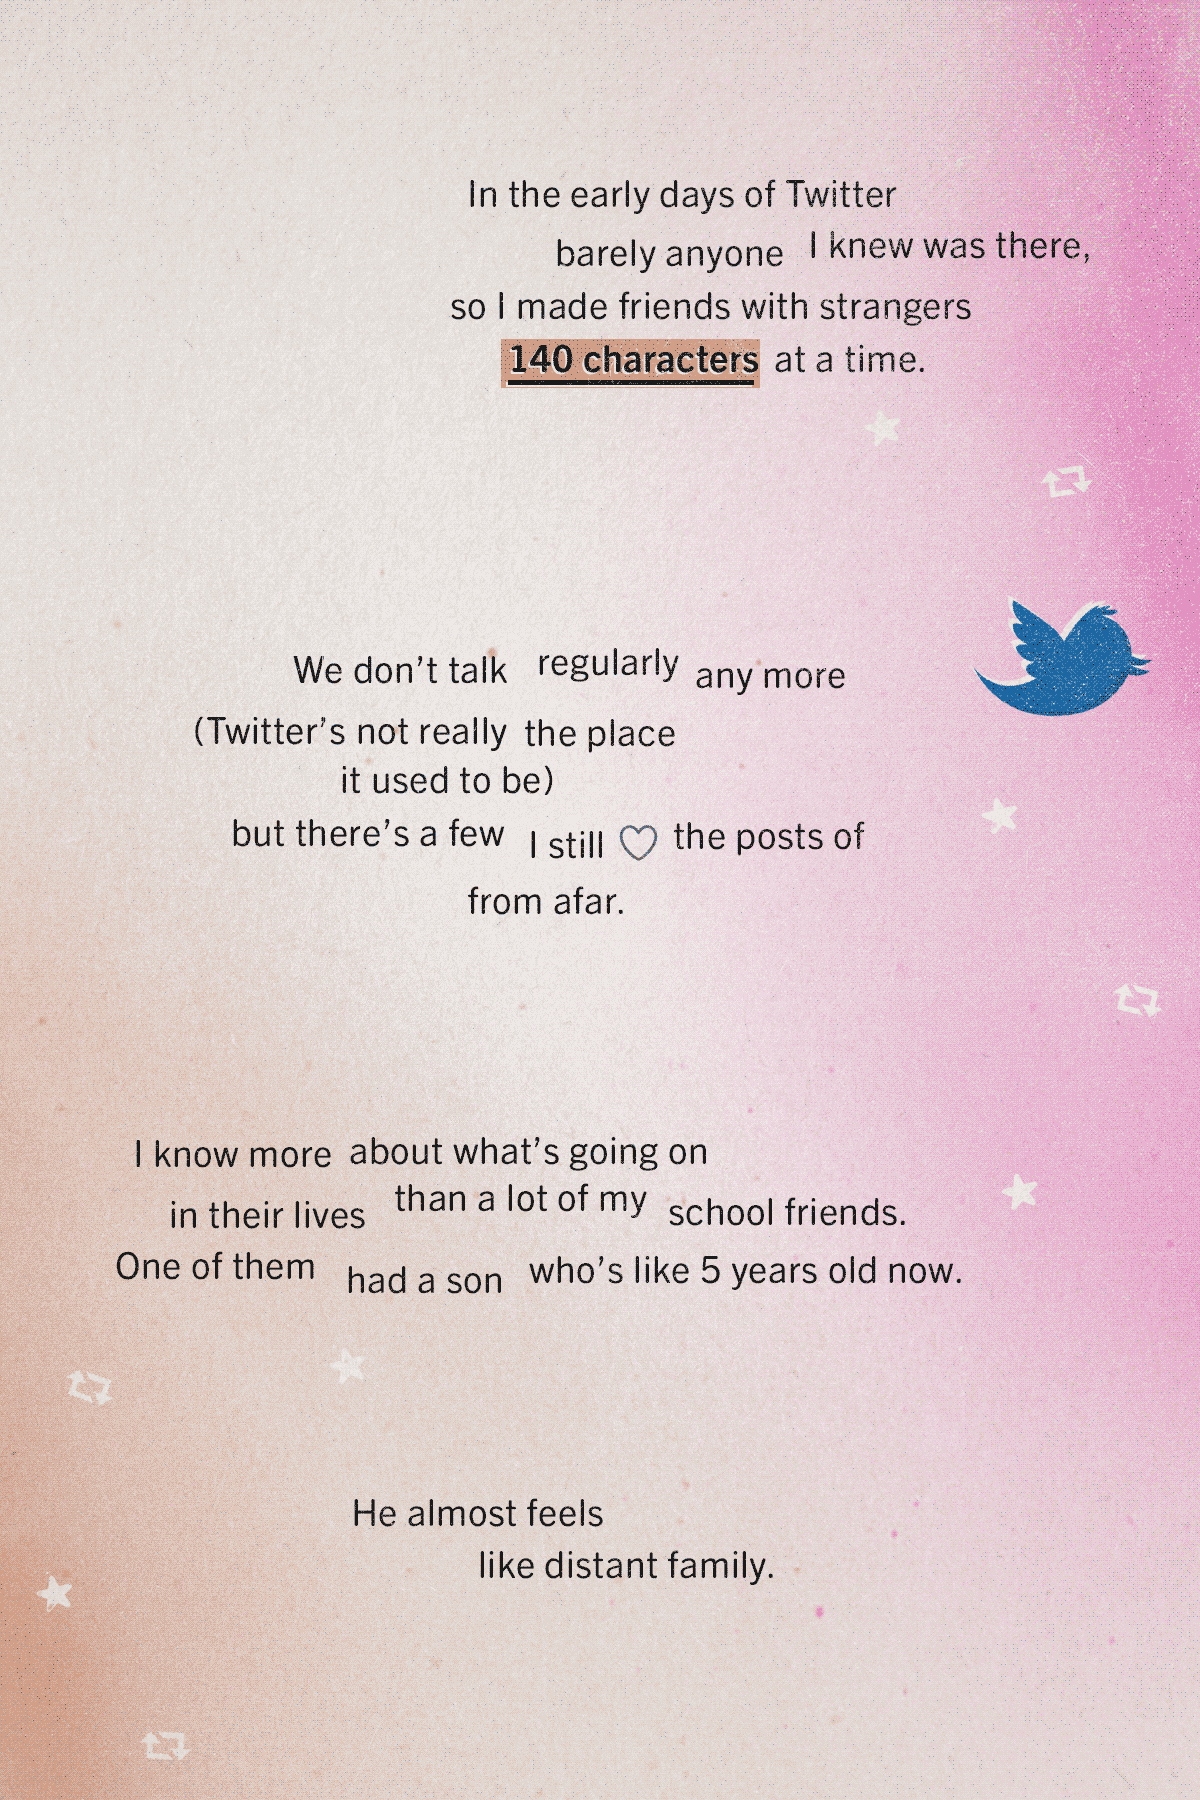 In the early days of Twitter
barely anyone I knew was there,
so I made friends with strangers
140 characters at a time.
We don’t talk regularly any more
(Twitter’s not really the place
it used to be)
but there’s a few I still ♡ the posts of
from afar.
I know more about what’s going on
in their lives than a lot of my school friends.
One of them had a son who’s like 5 years old now.
He almost feels
like distant family.